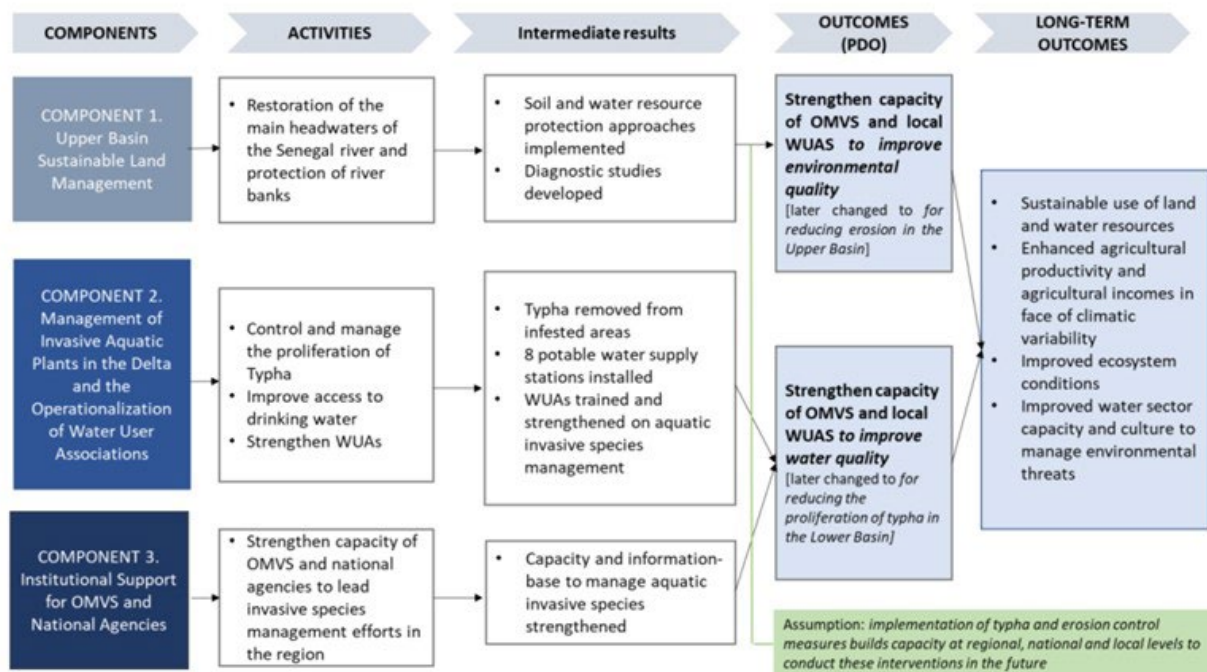 COMPONENTS
ACTIVITIES
Intermediate results
OUTCOMES
(PDO)
LONG-TERM
OUTCOMES
COMPONENT 1.
Upper Basin
Sustainable Land
Management
• Restoration of the
main headwaters of
the Senegal river and
protection of river
banks
• Soil and water resource
protection approaches
implemented
• Diagnostic studies
developed
Strengthen capacity
of OMVS and local
WUAS to improve
environmental
quality
[later changed to for
reducing erosion in the
Upper Basin]
COMPONENT 2.
Management of
Invasive Aquatic
Plants in the Delta and
the
Operationalization
of Water User
Associations
• Control and manage
the proliferation of
Typha
• Improve access to
drinking water
• Strengthen WUAs
• Typha removed from
infested areas
• 8 potable water supply
stations installed
• WUAs trained and
strengthened on aquatic
invasive species
management
Strengthen capacity
of OMVS and local
WUAS to improve
water quality
[later changed to for
reducing the
proliferation of typha in
the Lower Basin]
COMPONENT 3.
Institutional Support
for OMVS and
National Agencies
• Strengthen capacity of
OMVS and national
agencies to lead
invasive species
management efforts in
the region
• Capacity and information-
base to manage aquatic
invasive species
strengthened
• Sustainable use of land
and water resources
• Enhanced agricultural
productivity and
agricultural incomes in
face of climatic
variability
• Improved ecosystem
conditions
• Improved water sector
capacity and culture to
manage environmental
threats
Assumption: implementation of typha and erosion control
measures builds capacity at regional, national and local levels to
conduct these interventions in the future